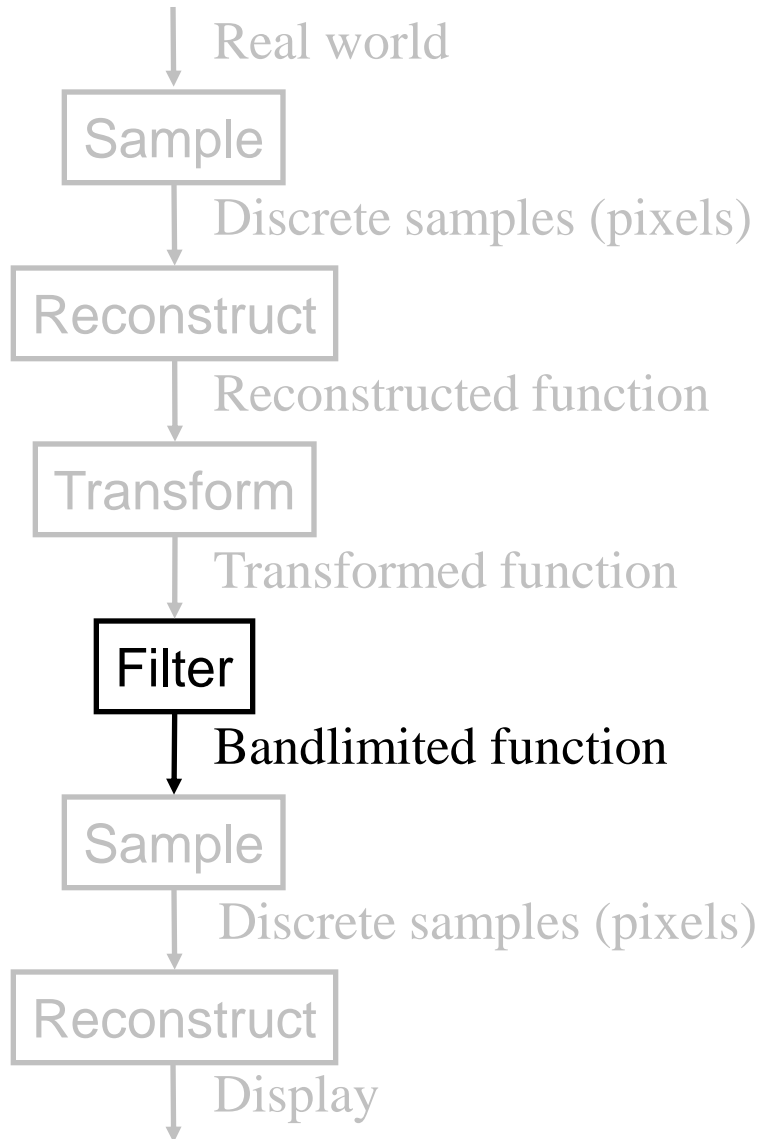 Real world
Sample
Discrete samples (pixels)
Reconstruct
Reconstructed function
Transform
Transformed function
Filter
Bandlimited function
Sample
Discrete samples (pixels)
Reconstruct
Display